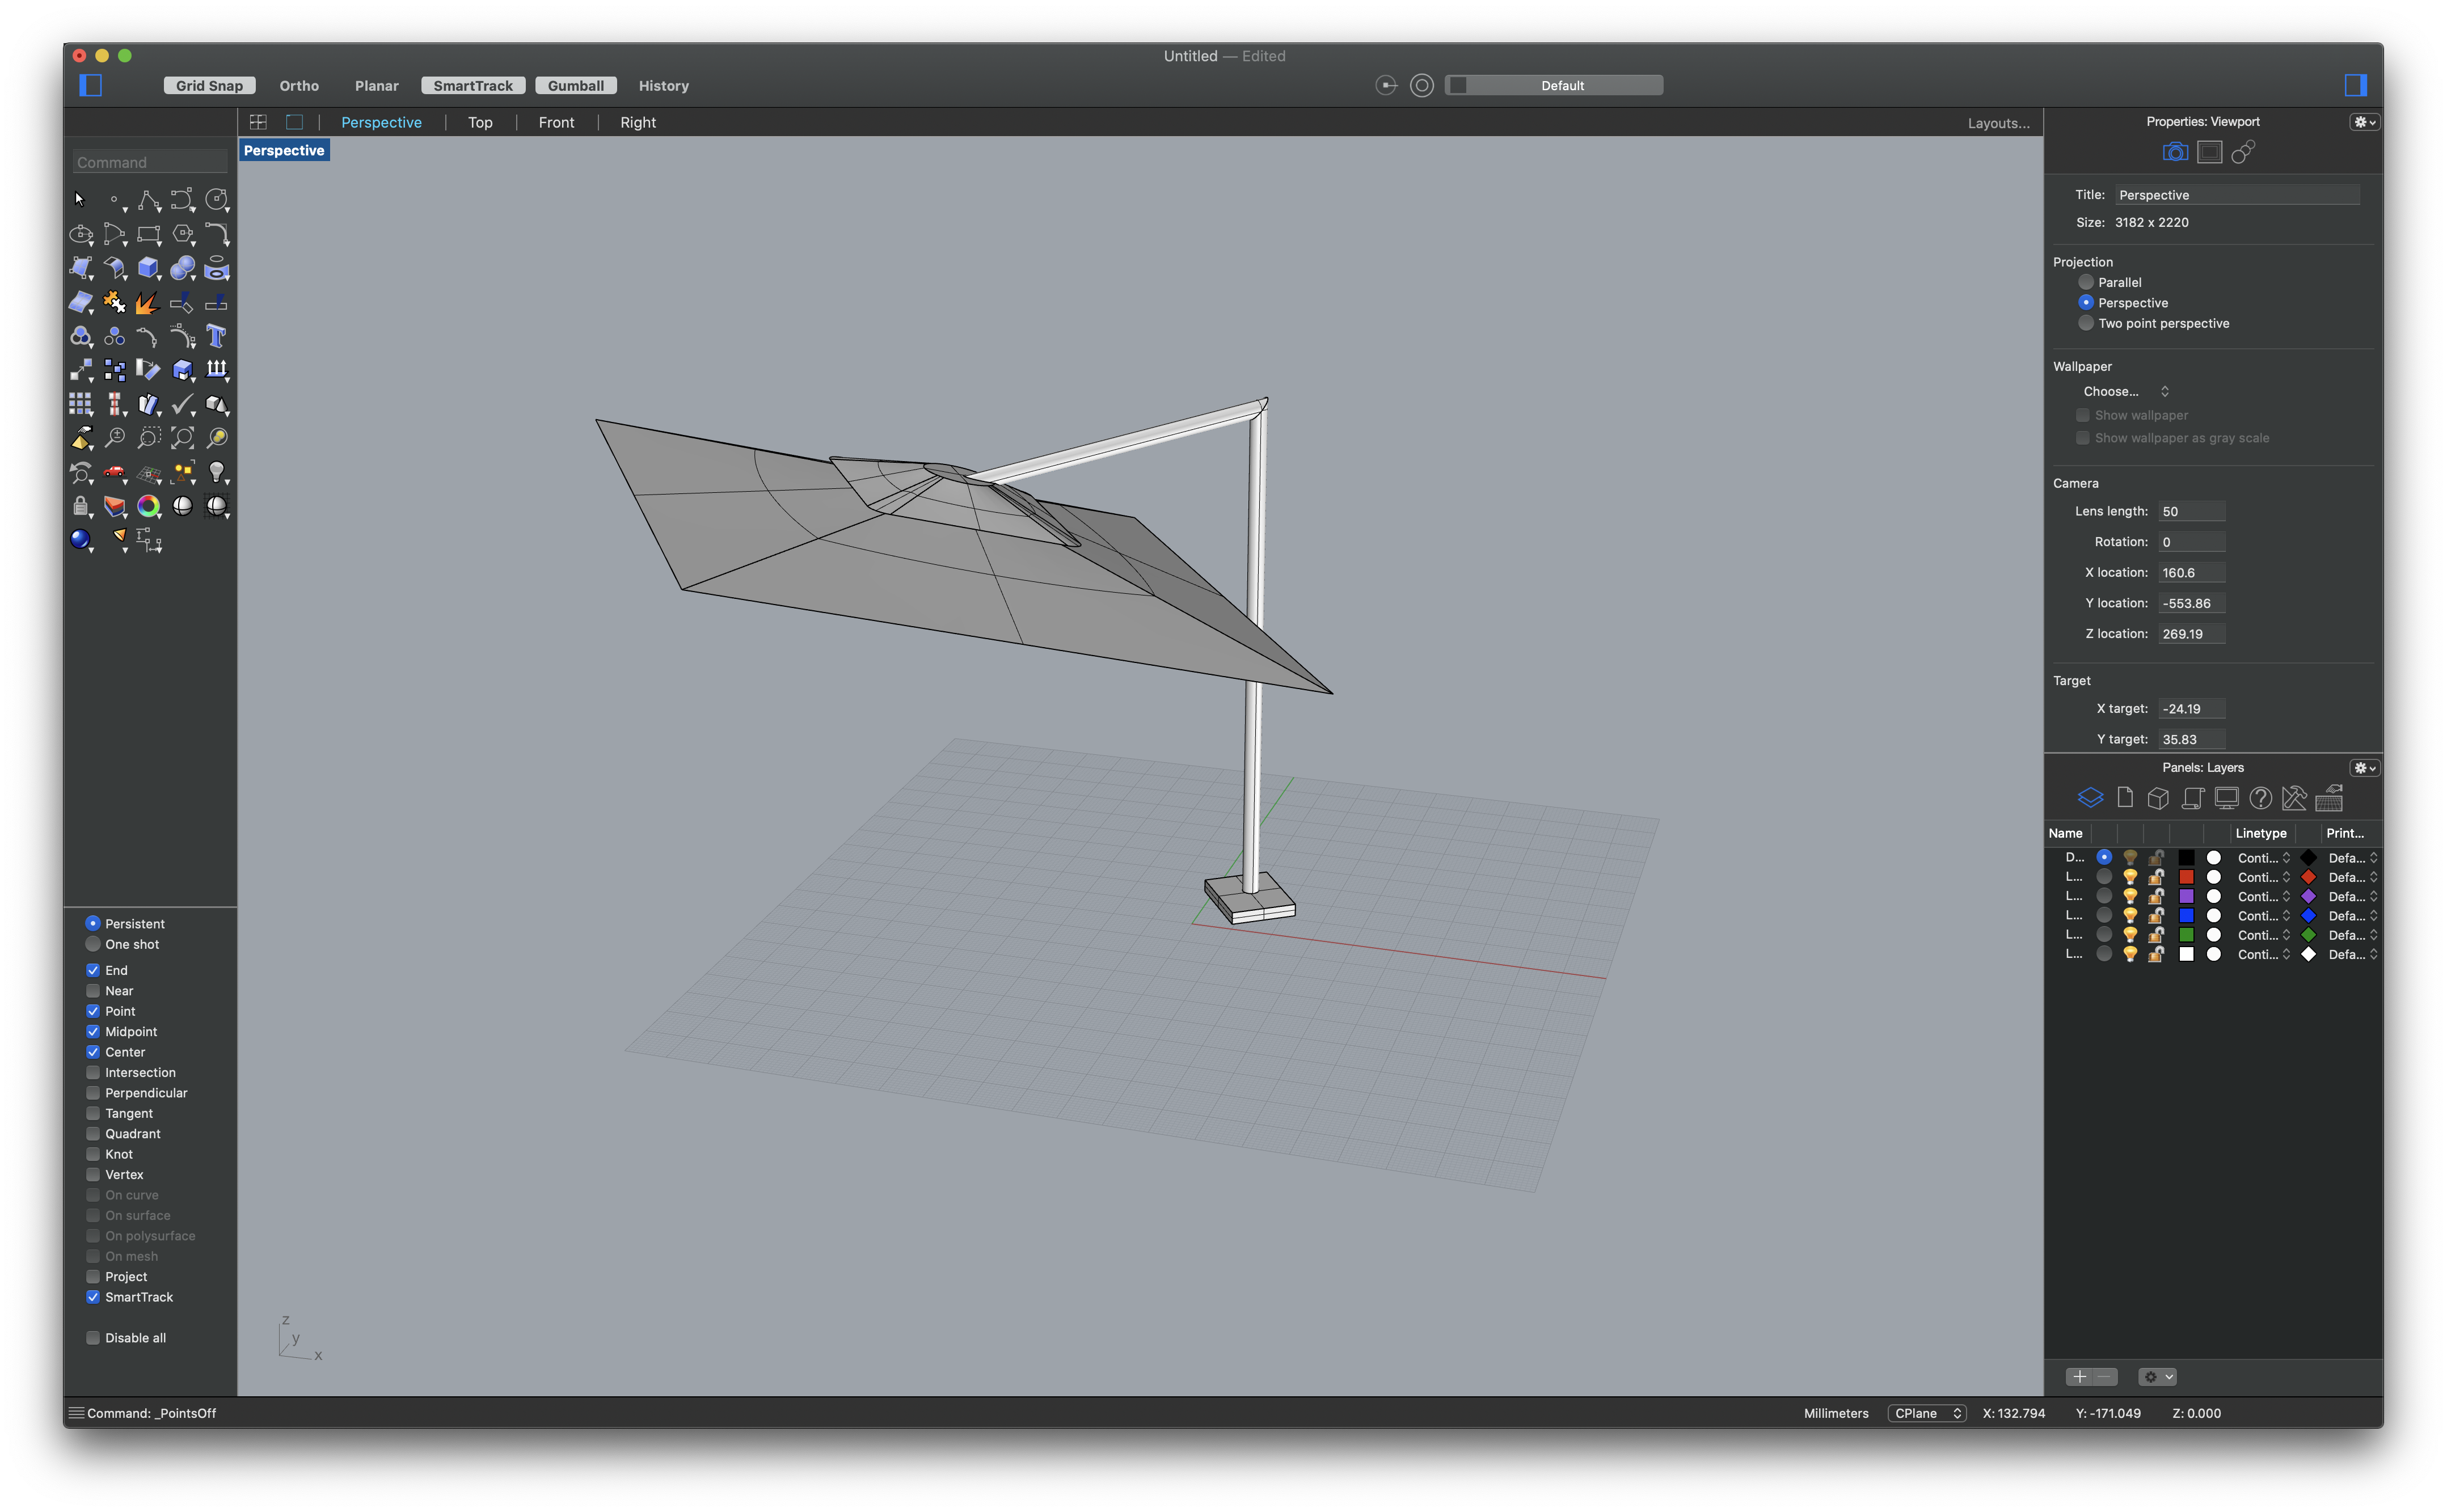 Untitled — Edited
Grid Snap Ortho Planar SmartTrack Gumball History Default
Perspective Top Front Right Layouts...
Perspective
Command
Persistent
One shot
End
Near
Point
Midpoint
Center
Intersection
Perpendicular
Tangent
Quadrant
Knot
Vertex
On curve
On surface
On polysurface
On mesh
Project
SmartTrack
Disable all
z
y
x
Properties: Viewport
Title: Perspective
Size: 3182 x 2220
Projection
Parallel
Perspective
Two point perspective
Wallpaper
Choose...
Show wallpaper
Show wallpaper as gray scale
Camera
Lens length: 50
Rotation: 0
X location: 160.6
Y location: -553.86
Z location: 269.19
Target
X target: -24.19
Y target: 35.83
Panels: Layers
Name Linetype Print...
D... Conti... Defa...
L... Conti... Defa...
L... Conti... Defa...
L... Conti... Defa...
L... Conti... Defa...
L... Conti... Defa...
Command: _PointsOff
Millimeters CPlane X: 132.794 Y: -171.049 Z: 0.000